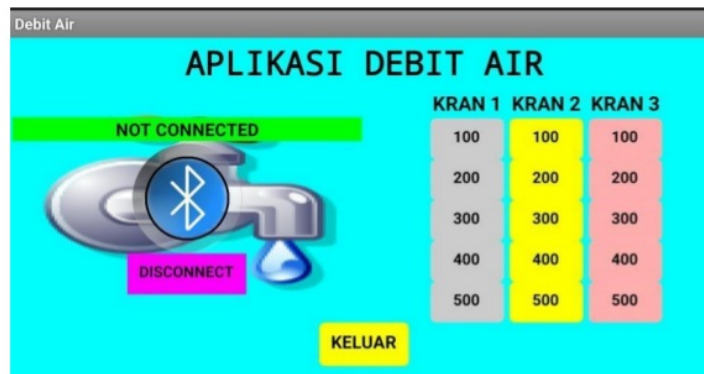 Debit Air
APLIKASI DEBIT AIR
KRAN 1 KRAN 2 KRAN 3
NOT CONNECTED
100 100 100
200 200 200
300 300 300
DISCONNECT
400 400 400
500 500 500
KELUAR